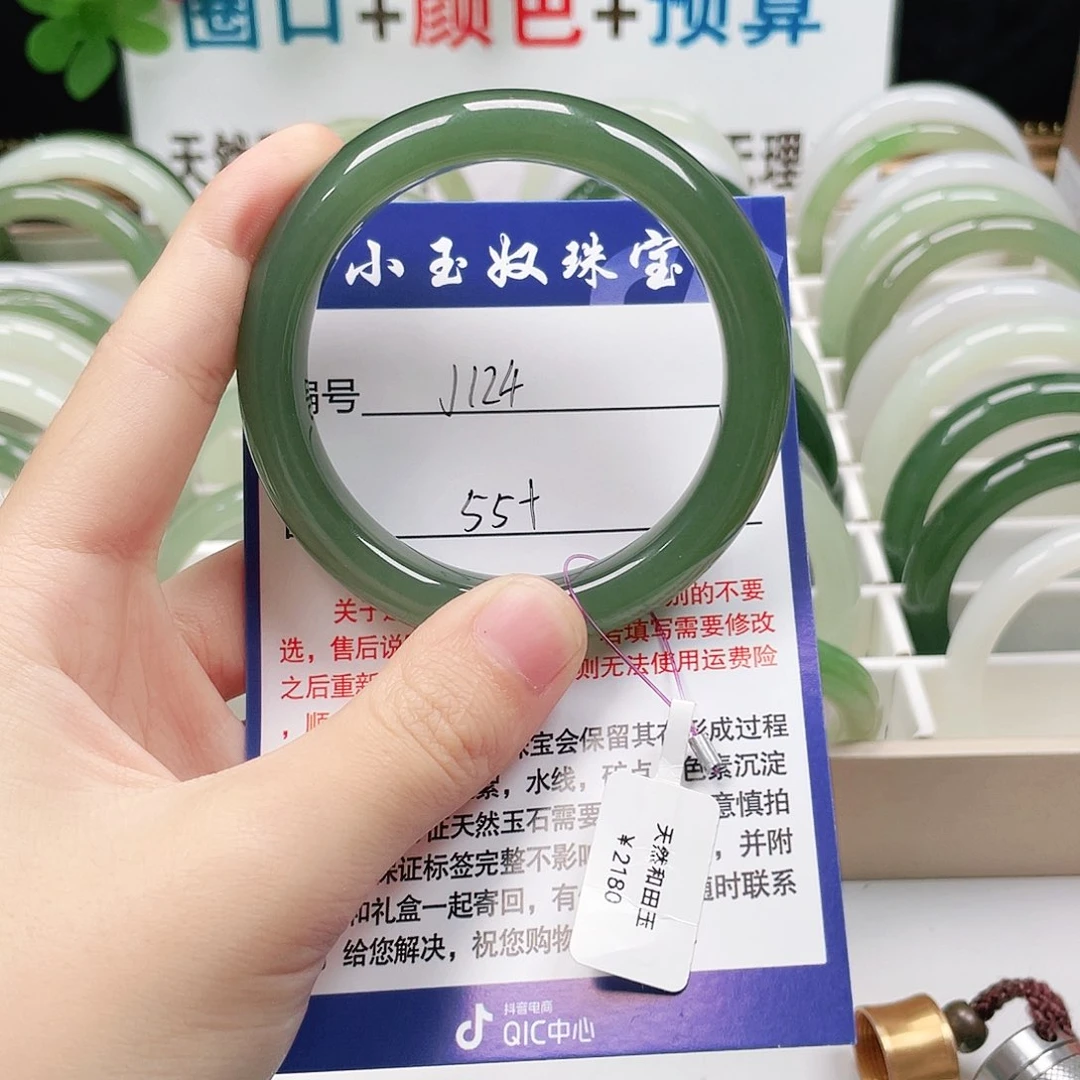 圈口+颜色+预算
天然
无理
小玉奴珠宝
编号 J124
55+
关于 别的不要
选，售后说 否填写需要修改
之后重新 则无法使用运费险
，顺
珠宝会保留其在形成过程
絮，水线，矿点 色素沉淀
证天然玉石需要 意慎拍
保证标签完整不影响 ，并附
和礼盒一起寄回，有 随时联系
给您解决，祝您购物
天然和田玉
¥2180
抖音电商
QIC中心